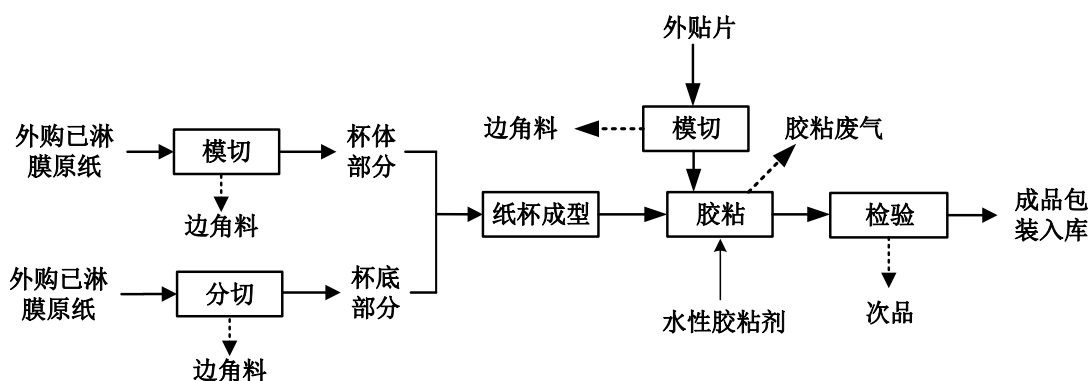 外贴片
外购已淋
膜原纸
模切
杯体
部分
边角料
模切
胶粘废气
边角料
纸杯成型
胶粘
检验
成品包
装入库
外购已淋
膜原纸
分切
杯底
部分
水性胶粘剂
次品
边角料